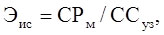 Эис = СРм / ССуз,